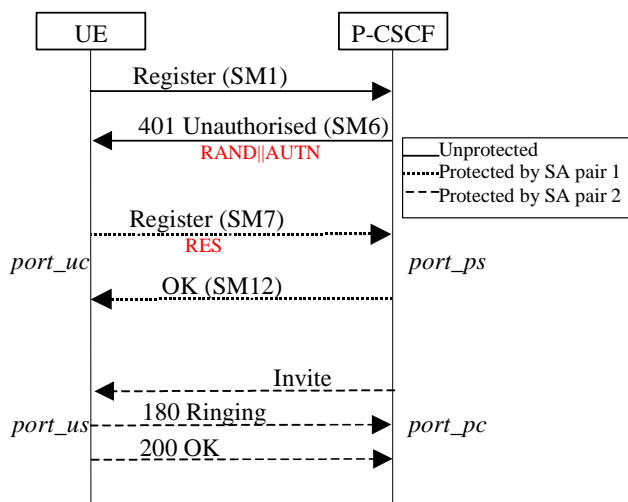 UE
P-CSCF
Register (SM1)
401 Unauthorised (SM6)
RAND||AUTN
Unprotected
Protected by SA pair 1
Protected by SA pair 2
Register (SM7)
RES
port_uc
port_ps
OK (SM12)
Invite
port_us
180 Ringing
port_pc
200 OK